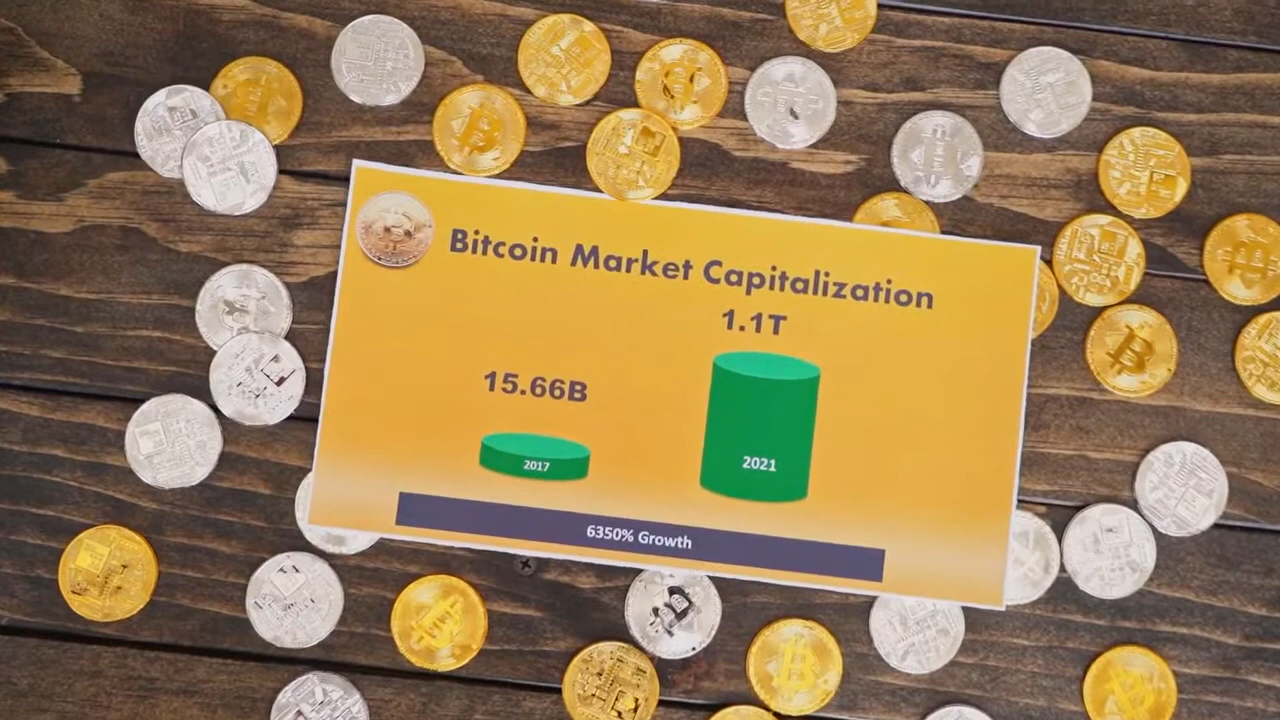 Bitcoin Market Capitalization
1.1T
15.66B
2017
2021
6350% Growth